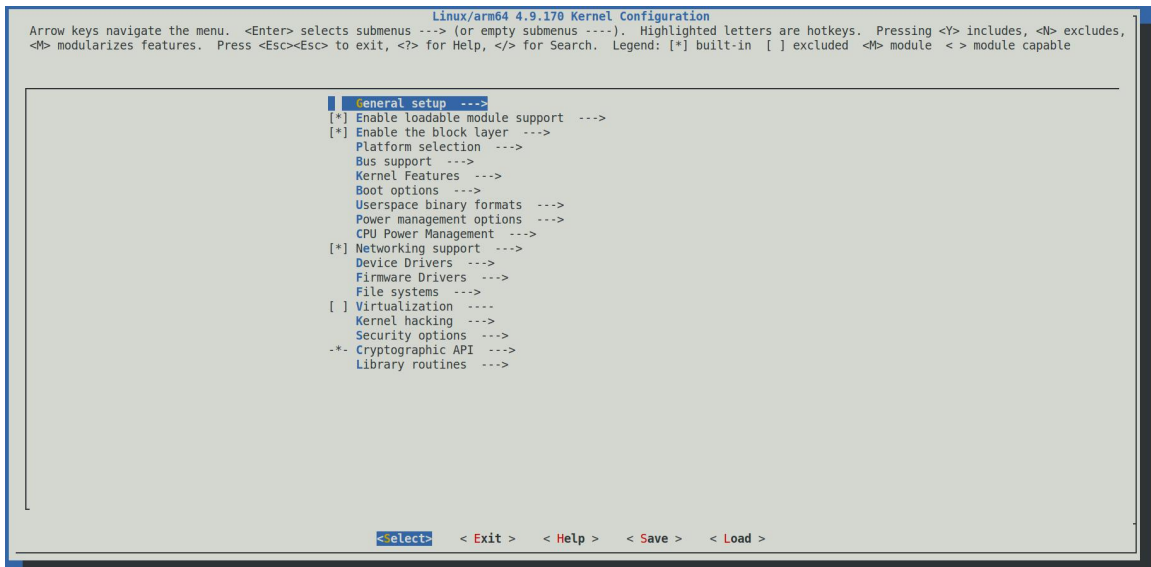 Linux/arm64 4.9.170 Kernel Configuration
Arrow keys navigate the menu. <Enter> selects submenus ---> (or empty submenus ----). Highlighted letters are hotkeys. Pressing <Y> includes, <N> excludes,
<M> modularizes features. Press <Esc><Esc> to exit, <?> for Help, </> for Search. Legend: [*] built-in [ ] excluded <M> module < > module capable
General setup --->
[*] Enable loadable module support --->
[*] Enable the block layer --->
Platform selection --->
Bus support --->
Kernel Features --->
Boot options --->
Userspace binary formats --->
Power management options --->
CPU Power Management --->
[*] Networking support --->
Device Drivers --->
Firmware Drivers --->
File systems --->
[ ] Virtualization ----
Kernel hacking --->
Security options --->
-*- Cryptographic API --->
Library routines --->
<Select> < Exit > < Help > < Save > < Load >